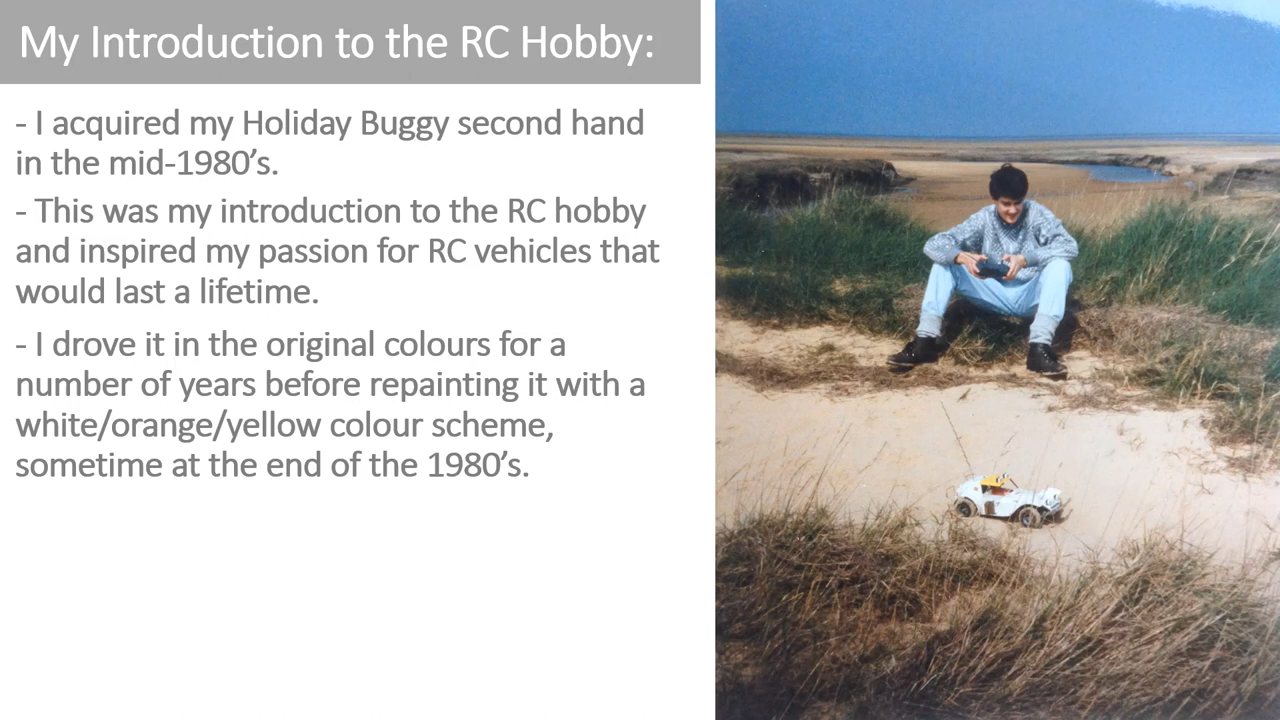 My Introduction to the RC Hobby:
- I acquired my Holiday Buggy second hand
in the mid-1980’s.
- This was my introduction to the RC hobby
and inspired my passion for RC vehicles that
would last a lifetime.
- I drove it in the original colours for a
number of years before repainting it with a
white/orange/yellow colour scheme,
sometime at the end of the 1980’s.